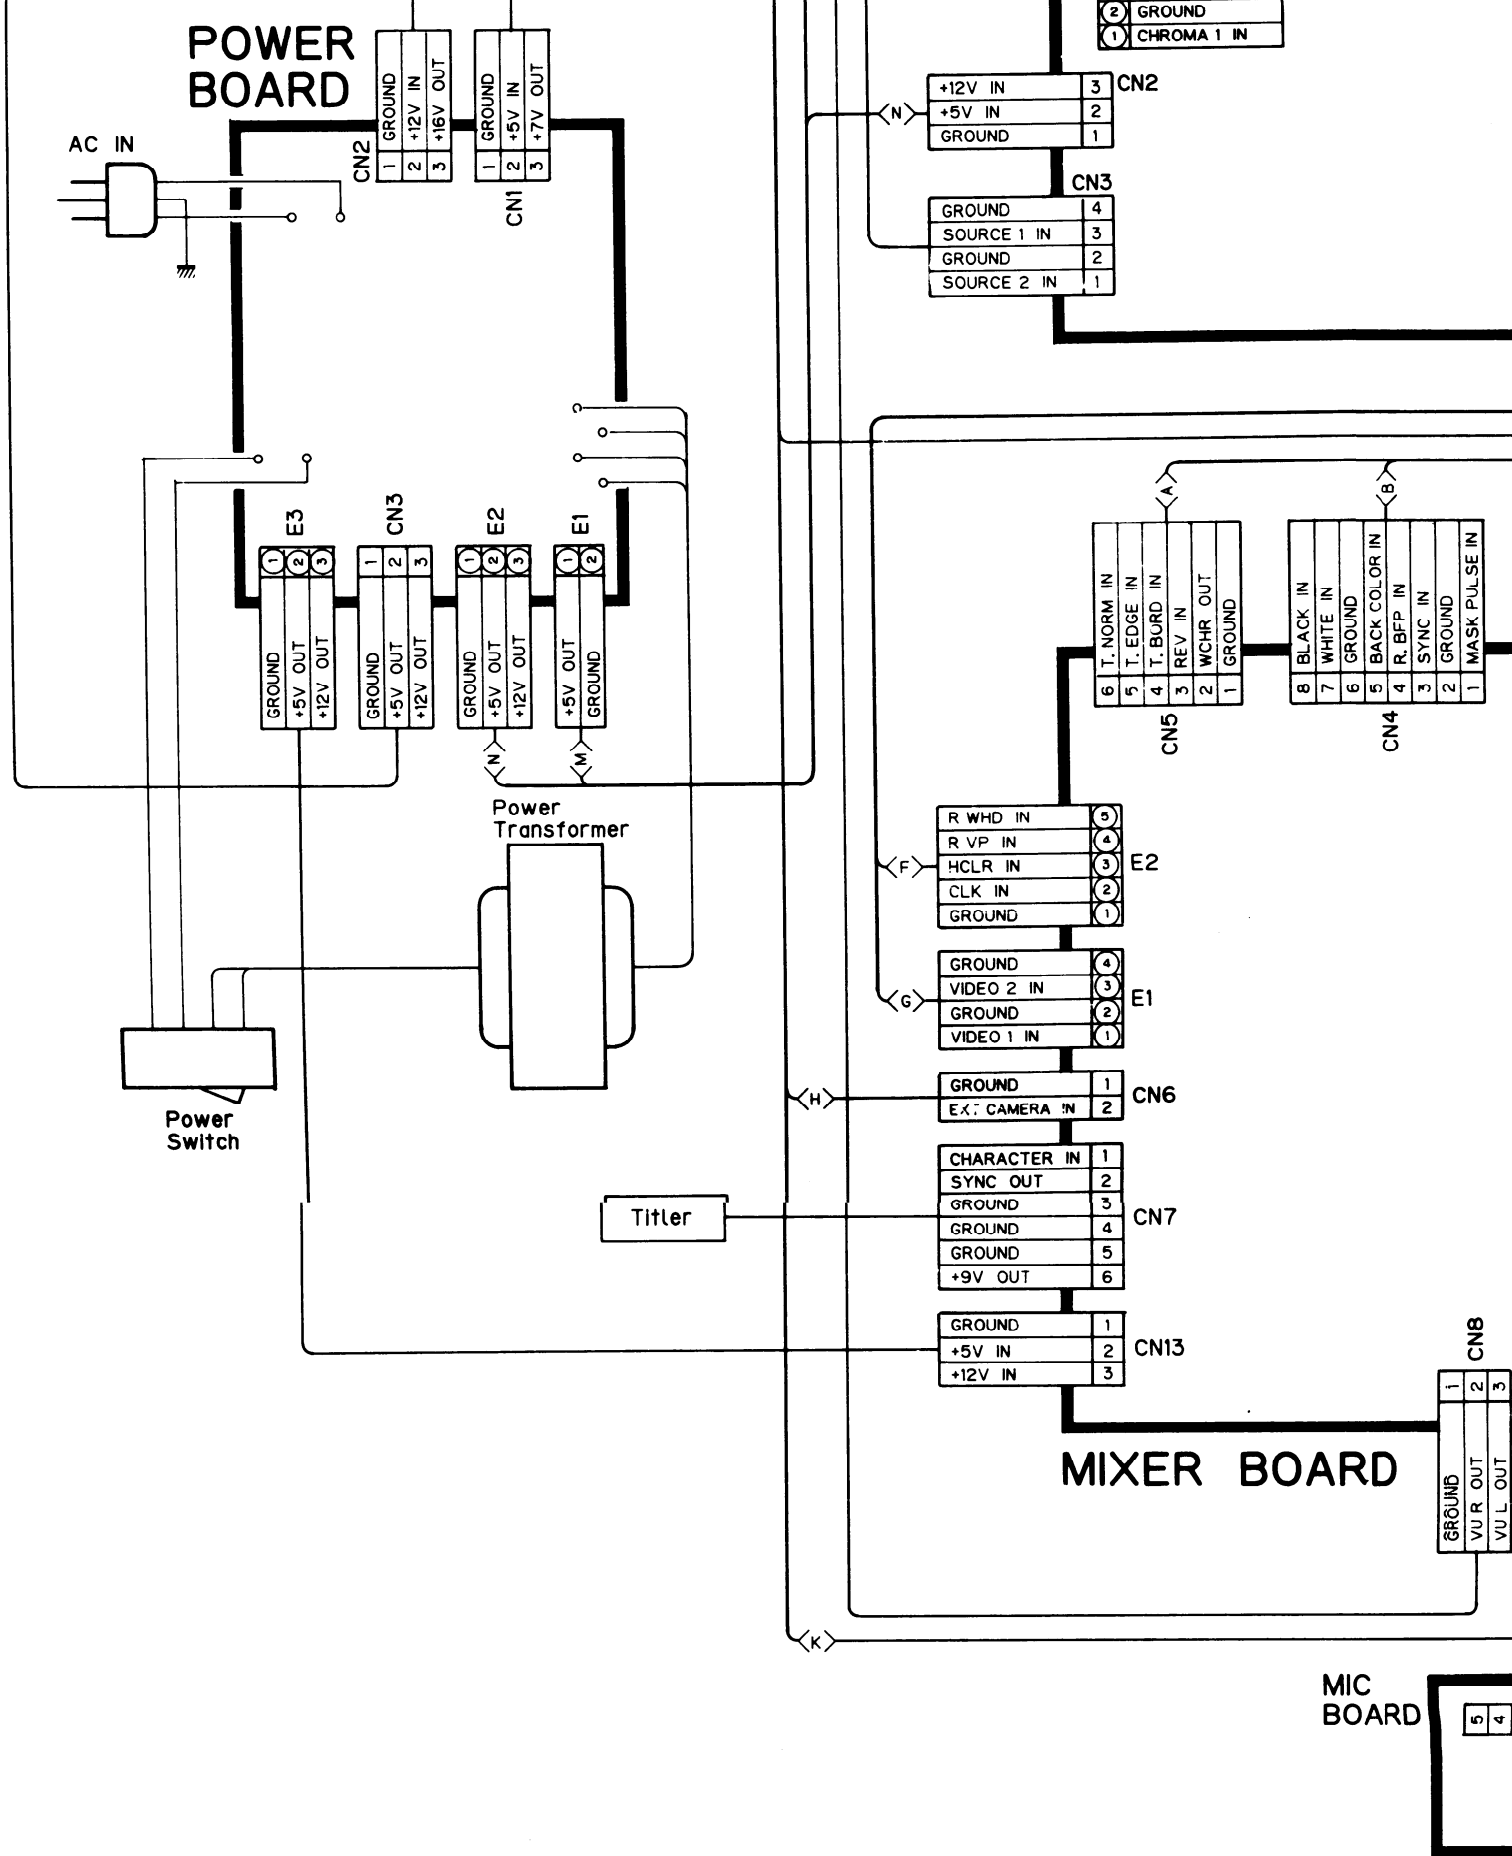 2 GROUND
1 CHROMA 1 IN
POWER
BOARD
AC IN
CN2
1 GROUND
2 +12V IN
3 +16V OUT
CN1
1 GROUND
2 +5V IN
3 +7V OUT
CN2
+12V IN 3
+5V IN 2
GROUND 1
N
CN3
GROUND 4
SOURCE 1 IN 3
GROUND 2
SOURCE 2 IN 1
E3
1 GROUND
2 +5V OUT
3 +12V OUT
CN3
1 GROUND
2 +5V OUT
3 +12V OUT
E2
1 GROUND
2 +5V OUT
3 +12V OUT
E1
1 +5V OUT
2 GROUND
N
M
A
B
6 T. NORM IN
5 T. EDGE IN
4 T. BORD IN
3 REV IN
2 WCHR OUT
1 GROUND
CN5
8 BLACK IN
7 WHITE IN
6 GROUND
5 BACK COLOR IN
4 R. BFP IN
3 SYNC IN
2 GROUND
1 MASK PULSE IN
CN4
Power
Transformer
R WHD IN 5
R VP IN 4
HCLR IN 3
CLK IN 2
GROUND 1
E2
F
GROUND 4
VIDEO 2 IN 3
GROUND 2
VIDEO 1 IN 1
E1
G
GROUND 1
EXT CAMERA IN 2
CN6
H
Power
Switch
CHARACTER IN 1
SYNC OUT 2
GROUND 3
GROUND 4
GROUND 5
+9V OUT 6
CN7
Titler
GROUND 1
+5V IN 2
+12V IN 3
CN13
CN8
1 GROUND
2 VU R OUT
3 VU L OUT
MIXER BOARD
K
MIC
BOARD
5 4